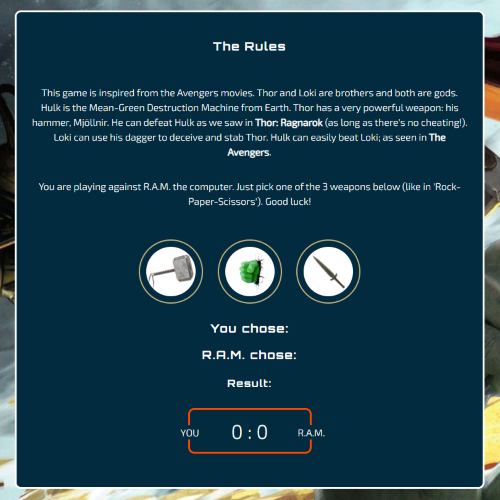 The Rules
This game is inspired from the Avengers movies. Thor and Loki are brothers and both are gods.
Hulk is the Mean-Green Destruction Machine from Earth. Thor has a very powerful weapon: his
hammer, Mjöllnir. He can defeat Hulk as we saw in Thor: Ragnarok (as long as there's no cheating!).
Loki can use his dagger to deceive and stab Thor. Hulk can easily beat Loki; as seen in The
Avengers.
You are playing against R.A.M. the computer. Just pick one of the 3 weapons below (like in 'Rock-
Paper-Scissors'). Good luck!
You chose:
R.A.M. chose:
Result:
YOU 0 : 0 R.A.M.